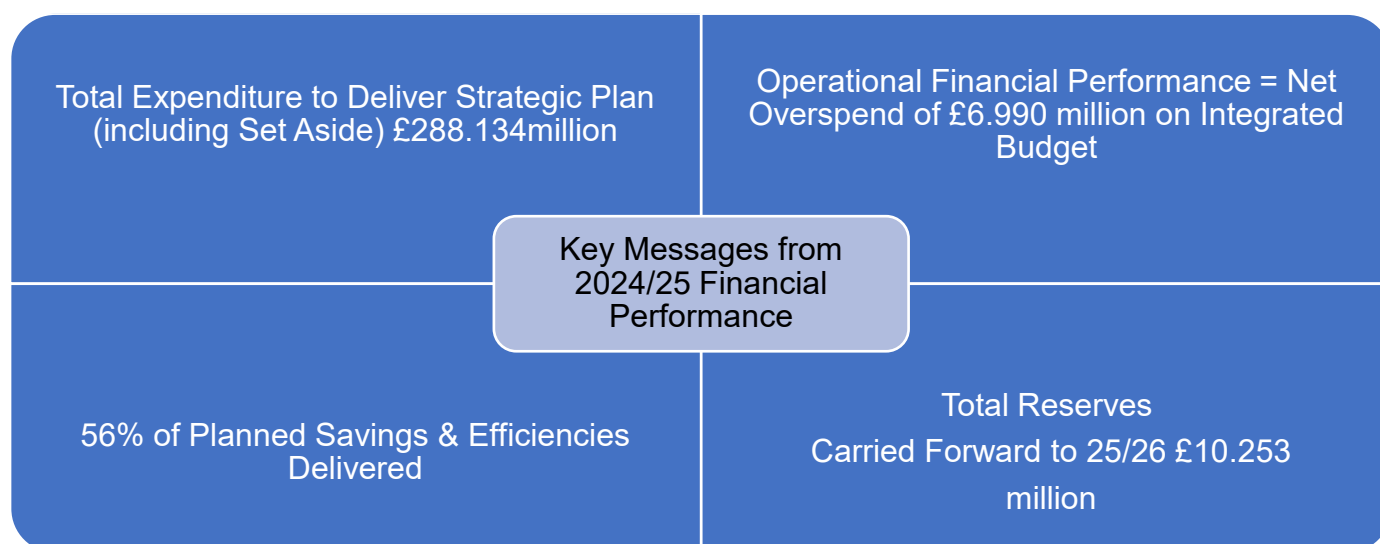 Total Expenditure to Deliver Strategic Plan
(including Set Aside) £288.134million
Operational Financial Performance = Net
Overspend of £6.990 million on Integrated
Budget
Key Messages from
2024/25 Financial
Performance
56% of Planned Savings & Efficiencies
Delivered
Total Reserves
Carried Forward to 25/26 £10.253
million